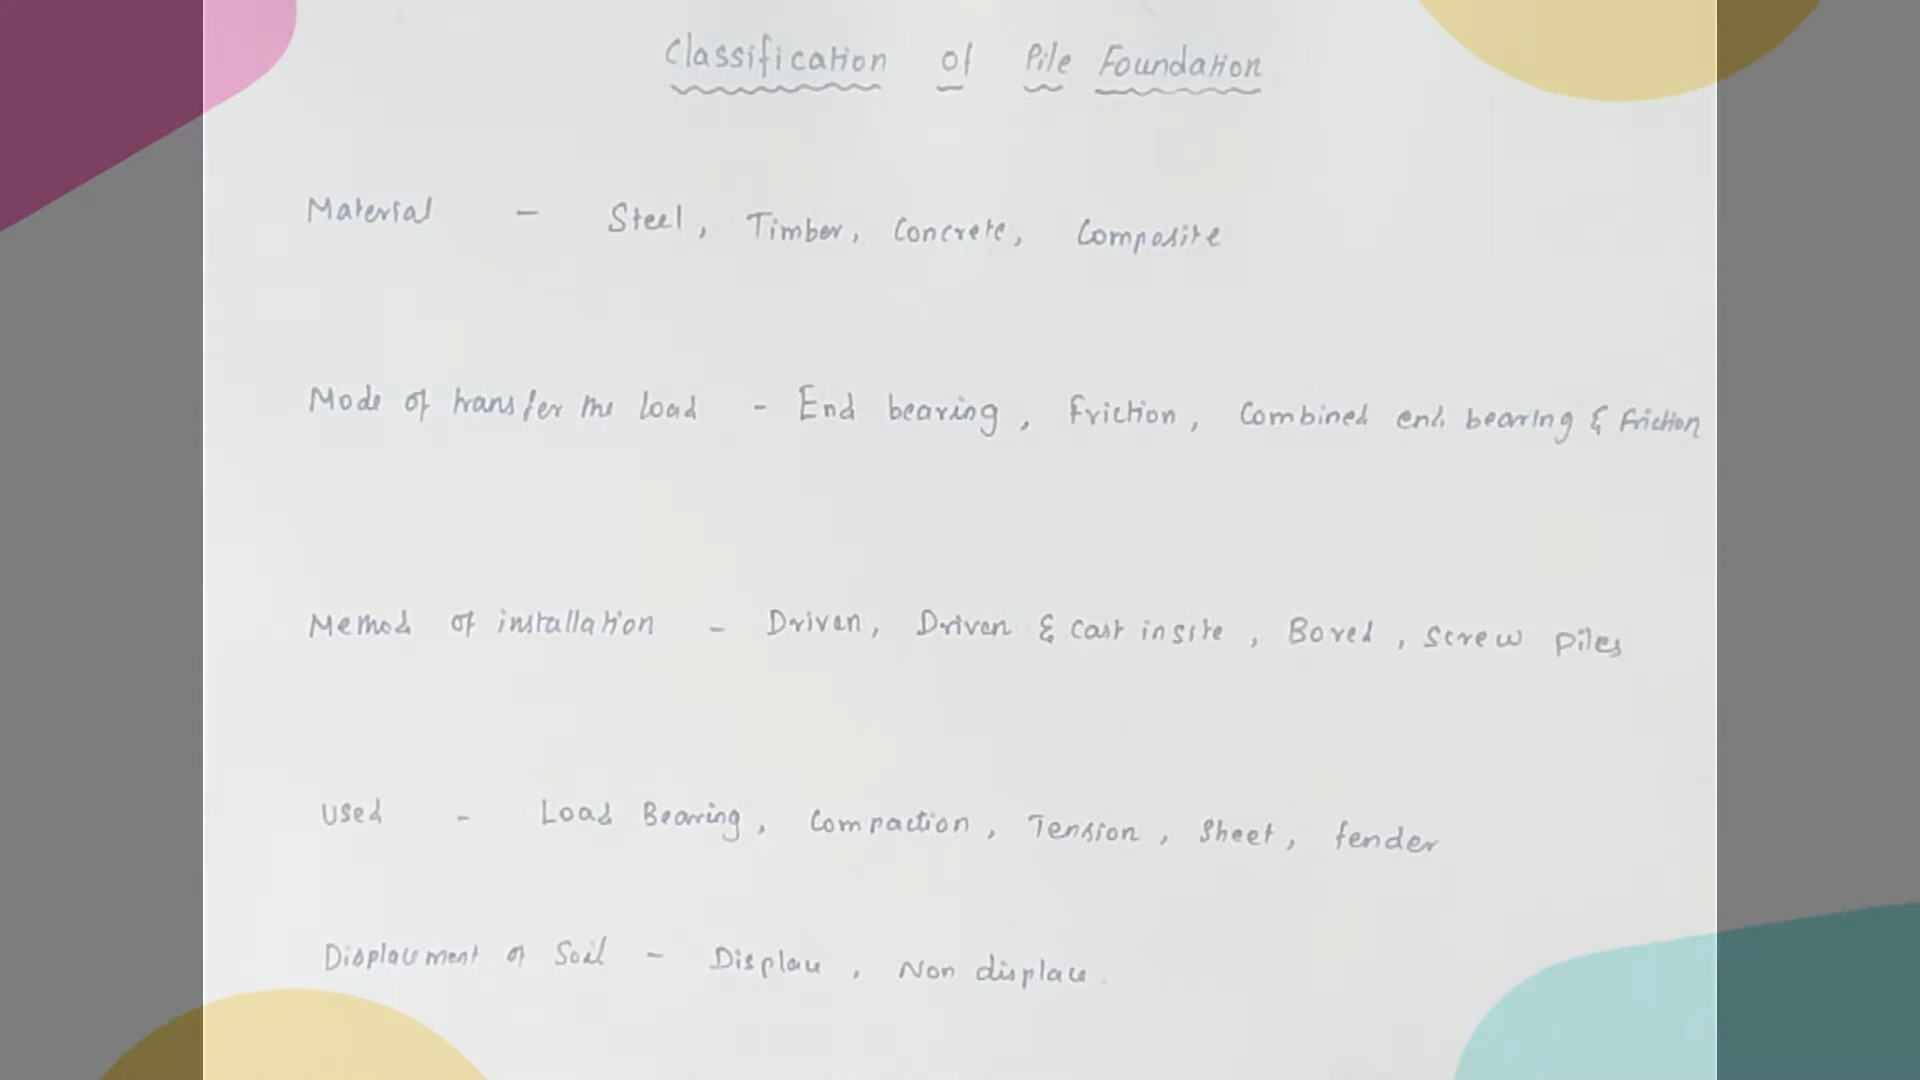 Classification of Pile Foundation
Material - Steel, Timber, Concrete, Composite
Mode of transfer the load - End bearing, friction, Combined end bearing & friction
Method of installation - Driven, Driven & cast insite, Bored, screw piles
Used - Load Bearing, Compaction, Tension, Sheet, fender
Displacment of Soil - Displace, Non displace.